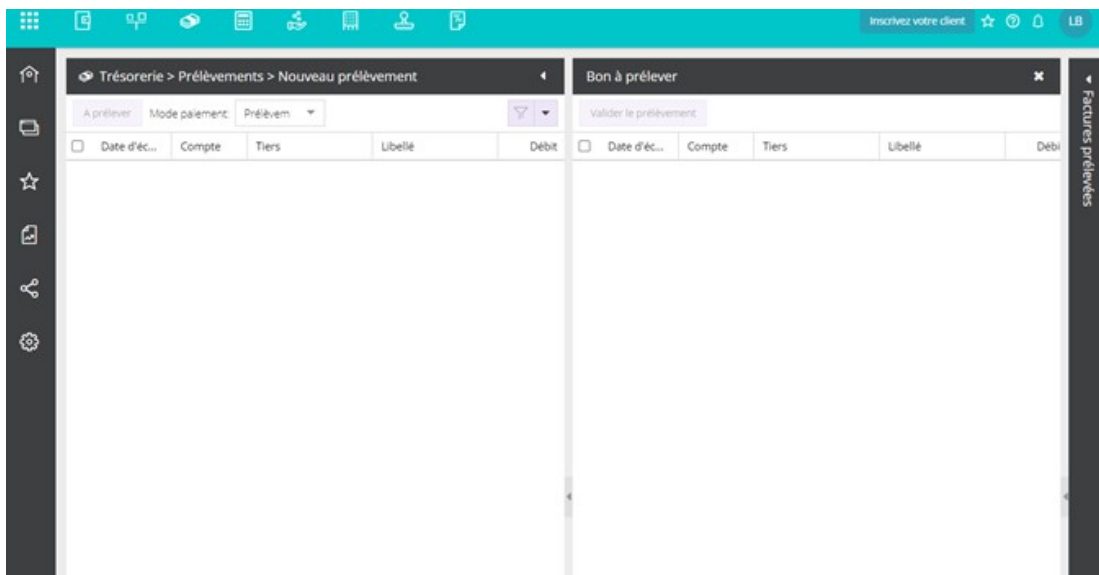 Inscrivez votre client
LB
Trésorerie > Prélèvements > Nouveau prélèvement
Bon à prélever
A prélever Mode paiement: Prélèvem
Valider le prélèvement
Date d'éc... Compte Tiers Libellé Débit
Date d'éc... Compte Tiers Libellé Débi
Factures prélevées